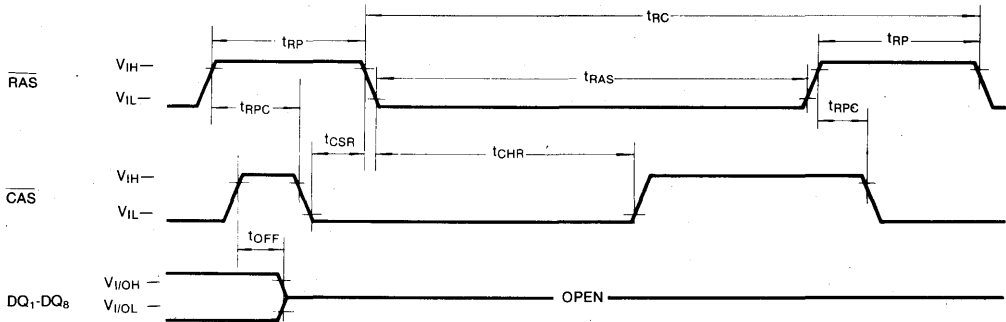 tRC
tRP
tRP
RAS
VIH—
VIL—
tRAS
tRPC
tRPC
tCSR
tCHR
CAS
VIH—
VIL—
tOFF
DQ1-DQ8
VI/OH—
VI/OL—
OPEN